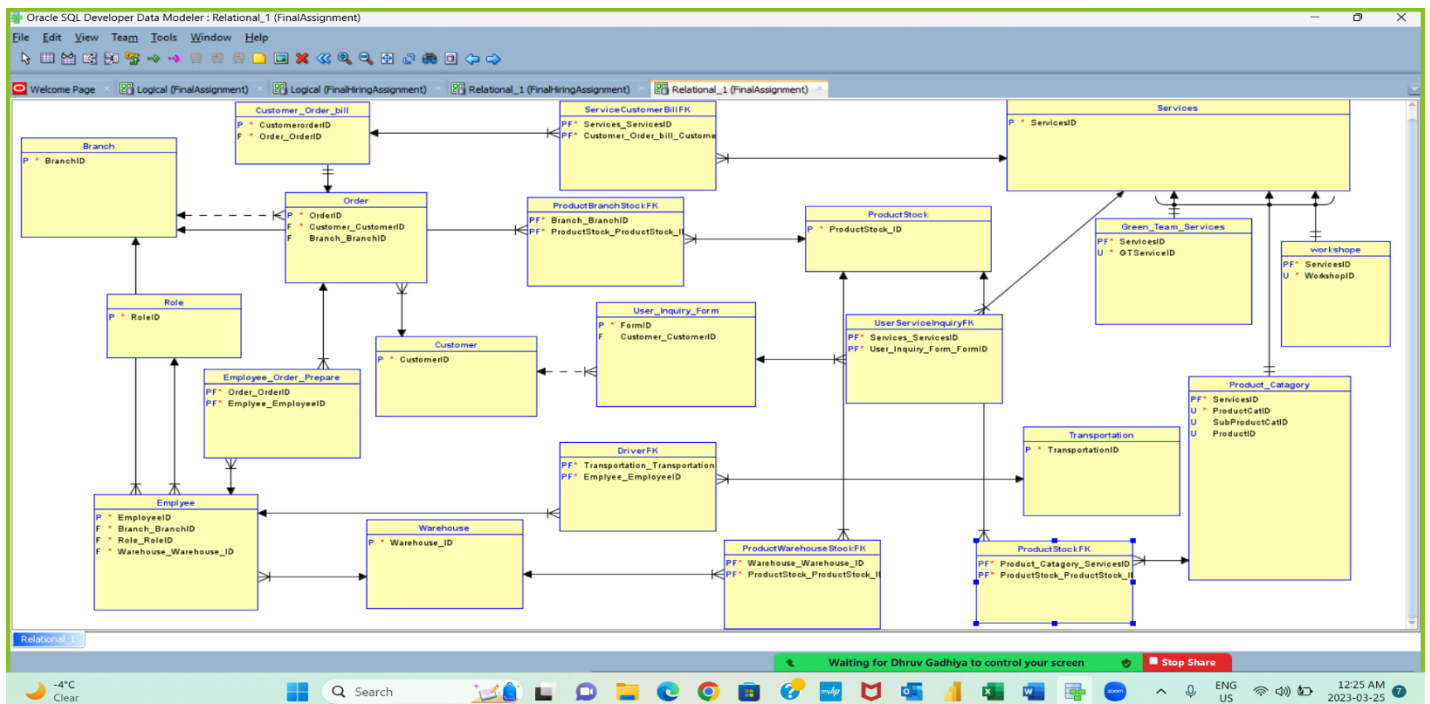 Oracle SQL Developer Data Modeler : Relational_1 (FinalAssignment)
File Edit View Team Tools Window Help
Welcome Page Logical (FinalAssignment) Logical (FinalHiringAssignment) Relational_1 (FinalHiringAssignment) Relational_1 (FinalAssignment)
Customer_Order_bill
P * CustomerorderID
F * Order_OrderID
ServiceCustomerBillFK
PF* Services_ServicesID
PF* Customer_Order_bill_Custome
Services
P * ServicesID
Branch
P * BranchID
Order
P * OrderID
F * Customer_CustomerID
F Branch_BranchID
ProductBranchStockFK
PF* Branch_BranchID
PF* ProductStock_ProductStock_I
ProductStock
P * ProductStock_ID
Green_Team_Services
PF* ServicesID
U * GTServiceID
workshope
PF* ServicesID
U * WorkshopID
Role
P * RoleID
User_Inquiry_Form
P * FormID
F Customer_CustomerID
UserServiceInquiryFK
PF* Services_ServicesID
PF* User_Inquiry_Form_FormID
Customer
P * CustomerID
Employee_Order_Prepare
PF* Order_OrderID
PF* Emplyee_EmployeeID
Product_Catagory
PF* ServicesID
U * ProductCatID
U SubProductCatID
U ProductID
Transportation
P * TransportationID
DriverFK
PF* Transportation_Transportation
PF* Emplyee_EmployeeID
Emplyee
P * EmployeeID
F * Branch_BranchID
F * Role_RoleID
F * Warehouse_Warehouse_ID
Warehouse
P * Warehouse_ID
ProductWarehouseStockFK
PF* Warehouse_Warehouse_ID
PF* ProductStock_ProductStock_I
ProductStockFK
PF* Product_Catagory_ServicesID
PF* ProductStock_ProductStock_I
Relational_1
Waiting for Dhruv Gadhiya to control your screen Stop Share
-4°C
Clear
Search
mvlp
zoom
ENG
US
12:25 AM
2023-03-25
7